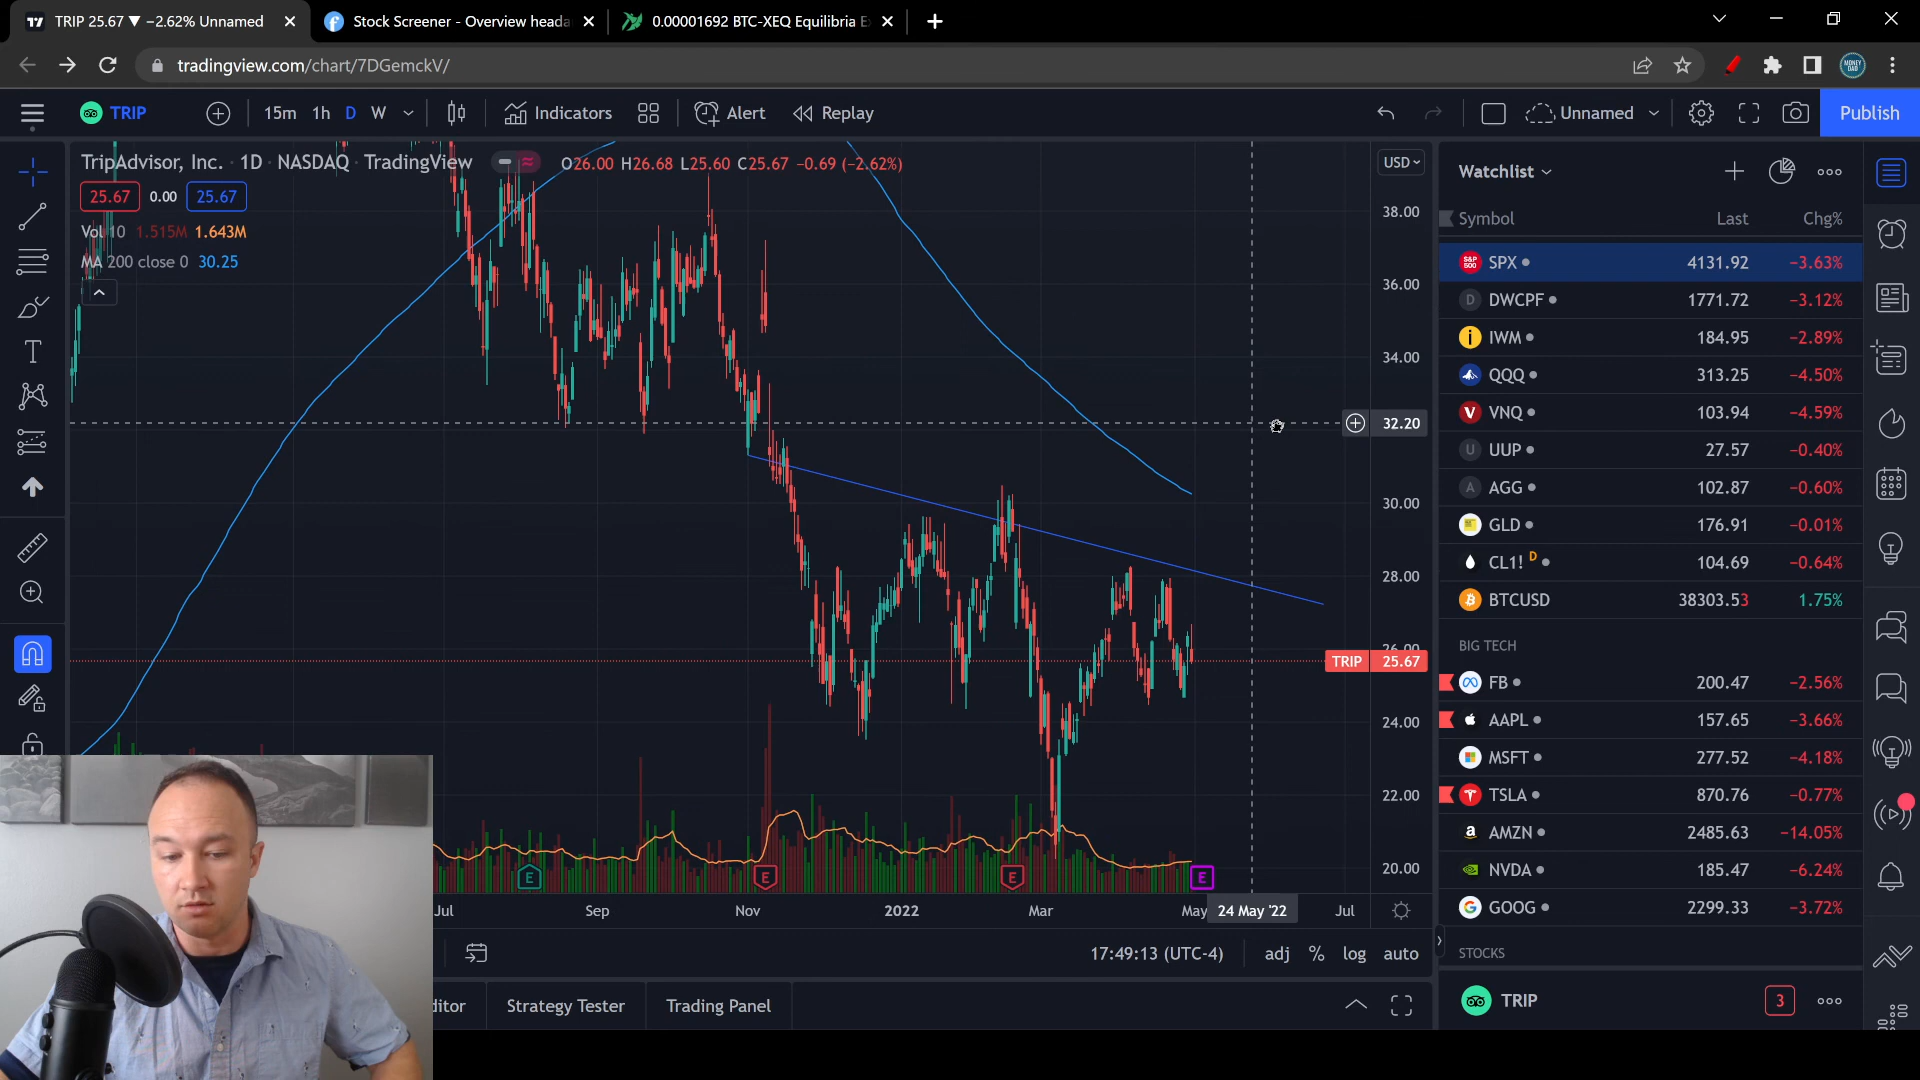 TRIP 25.67 ▼ −2.62% Unnamed
Stock Screener - Overview heada
0.00001692 BTC-XEQ Equilibria E
tradingview.com/chart/7DGemckV/
TRIP
15m 1h D W
Indicators
Alert
Replay
Unnamed
Publish
TripAdvisor, Inc. · 1D · NASDAQ · TradingView
O26.00 H26.68 L25.60 C25.67 −0.69 (−2.62%)
25.67 0.00 25.67
Vol 10 1.515M 1.643M
MA 200 close 0 30.25
USD
38.00
36.00
34.00
32.20
30.00
28.00
26.00
TRIP 25.67
24.00
22.00
20.00
E E E E
Jul Sep Nov 2022 Mar May 24 May '22 Jul
17:49:13 (UTC-4) adj % log auto
ditor Strategy Tester Trading Panel
Watchlist
Symbol Last Chg%
SPX 4131.92 −3.63%
DWCPF 1771.72 −3.12%
IWM 184.95 −2.89%
QQQ 313.25 −4.50%
VNQ 103.94 −4.59%
UUP 27.57 −0.40%
AGG 102.87 −0.60%
GLD 176.91 −0.01%
CL1! D 104.69 −0.64%
BTCUSD 38303.53 1.75%
BIG TECH
FB 200.47 −2.56%
AAPL 157.65 −3.66%
MSFT 277.52 −4.18%
TSLA 870.76 −0.77%
AMZN 2485.63 −14.05%
NVDA 185.47 −6.24%
GOOG 2299.33 −3.72%
STOCKS
TRIP 3